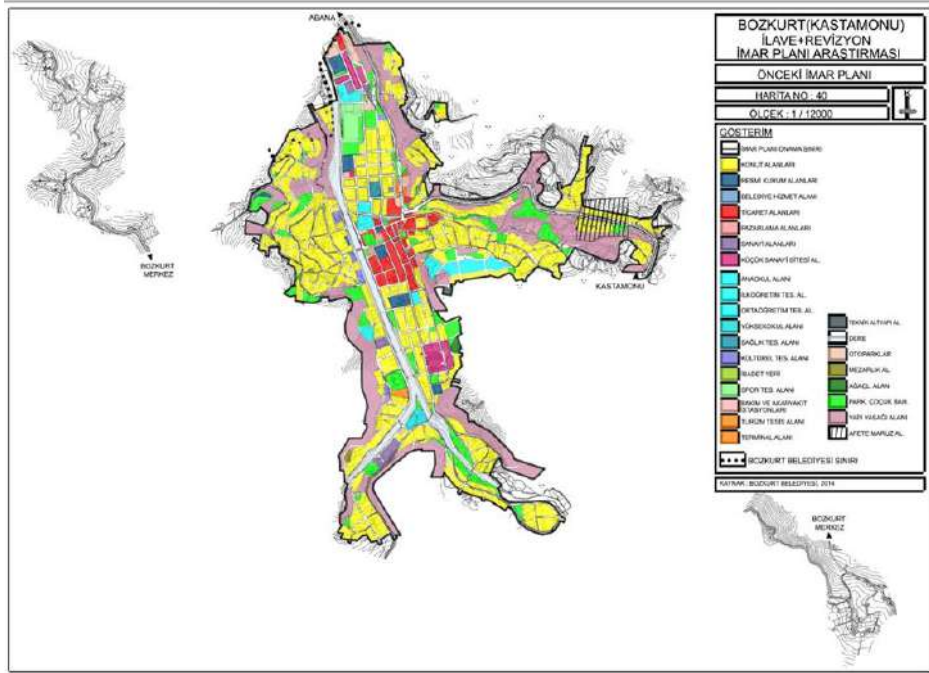 BOZKURT(KASTAMONU)
İLAVE+REVİZYON
İMAR PLANI ARAŞTIRMASI
ÖNCEKİ İMAR PLANI
HARİTA NO : 40
ÖLÇEK : 1 / 12000
GÖSTERİM
İMAR PLANI ONAMA SINIRI
KONUT ALANLARI
RESMİ KURUM ALANLARI
BELEDİYE HİZMET ALANI
TİCARET ALANLARI
PAZARLAMA ALANLARI
SANAYİ ALANLARI
KÜÇÜK SANAYİ SİTESİ AL.
ANAOKUL ALANI
İLKÖĞRETİM TES. AL.
ORTAÖĞRETİM TES. AL.
YÜKSEKOKUL ALANI
SAĞLIK TES. ALANI
KÜLTÜREL TES. ALANI
İBADET YERİ
SPOR TES. ALANI
BAKIM VE AKARYAKIT
İSTASYONLARI
TURİZM TESİS ALANI
TERMİNAL ALANI
TEKNİK ALTYAPI AL.
DERE
OTOPARKLAR
MEZARLIK AL.
AĞAÇL. ALAN
PARK, ÇOCUK BAH.
YAPI YASAĞI ALANI
AFETE MARUZ AL.
BOZKURT BELEDİYESİ SINIRI
KAYNAK : BOZKURT BELEDİYESİ, 2014
ABANA
BOZKURT
MERKEZ
KASTAMONU
BOZKURT
MERKEZ